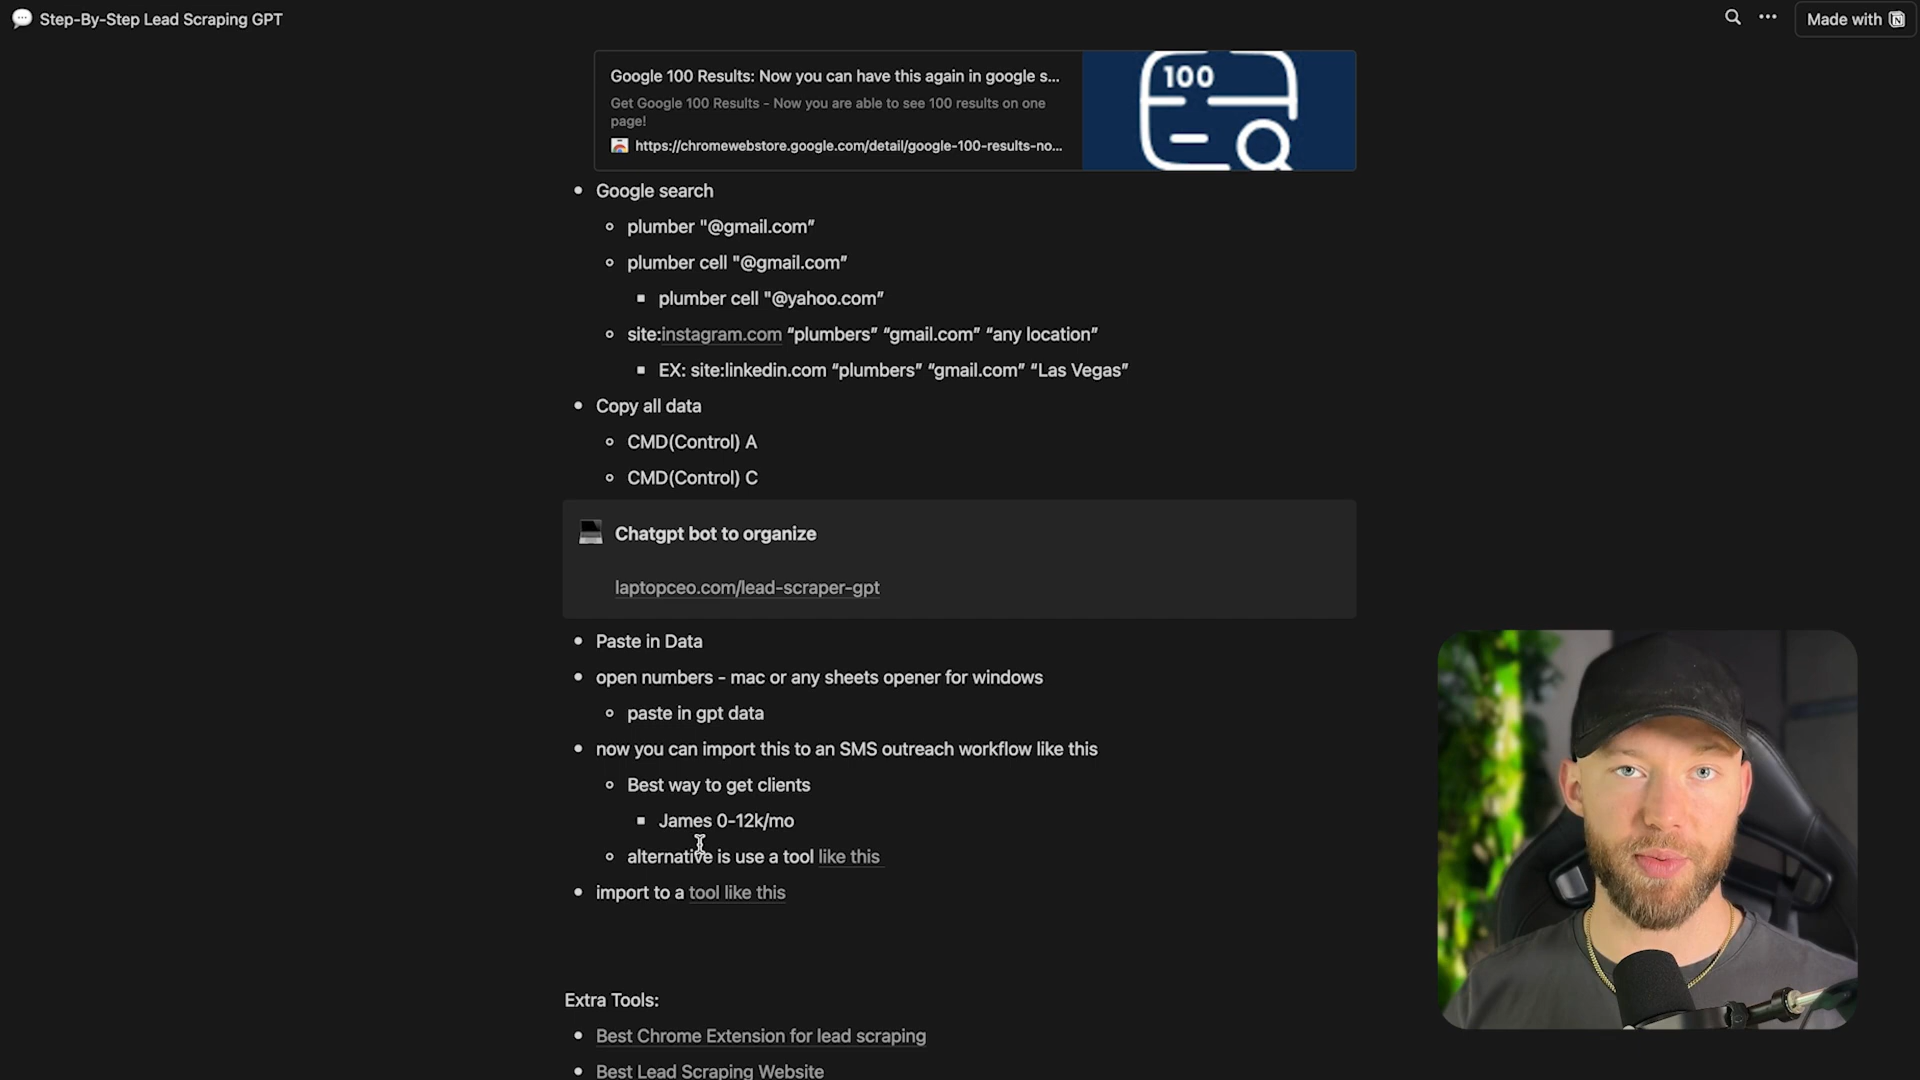 💬 Step-By-Step Lead Scraping GPT
Made with
Google 100 Results: Now you can have this again in google s...
Get Google 100 Results - Now you are able to see 100 results on one
page!
https://chromewebstore.google.com/detail/google-100-results-no...
100
• Google search
◦ plumber "@gmail.com”
◦ plumber cell "@gmail.com”
▪ plumber cell "@yahoo.com”
◦ site:instagram.com “plumbers” “gmail.com” “any location”
▪ EX: site:linkedin.com “plumbers” “gmail.com” “Las Vegas”
• Copy all data
◦ CMD(Control) A
◦ CMD(Control) C
Chatgpt bot to organize
laptopceo.com/lead-scraper-gpt
• Paste in Data
• open numbers - mac or any sheets opener for windows
◦ paste in gpt data
• now you can import this to an SMS outreach workflow like this
◦ Best way to get clients
▪ James 0-12k/mo
◦ alternative is use a tool like this
• import to a tool like this
Extra Tools:
• Best Chrome Extension for lead scraping
• Best Lead Scraping Website